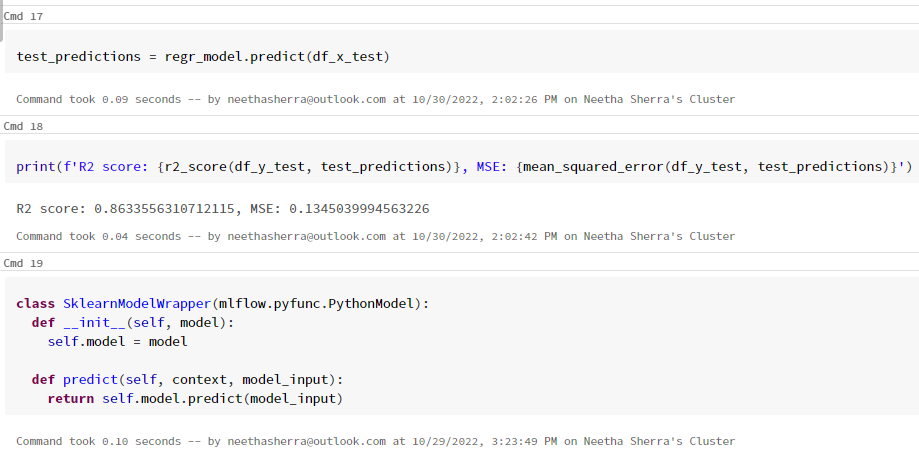 Cmd 17
test_predictions = regr_model.predict(df_x_test)
Command took 0.09 seconds -- by neethasherra@outlook.com at 10/30/2022, 2:02:26 PM on Neetha Sherra's Cluster
Cmd 18
print(f'R2 score: {r2_score(df_y_test, test_predictions)}, MSE: {mean_squared_error(df_y_test, test_predictions)}')
R2 score: 0.8633556310712115, MSE: 0.1345039994563226
Command took 0.04 seconds -- by neethasherra@outlook.com at 10/30/2022, 2:02:42 PM on Neetha Sherra's Cluster
Cmd 19
class SklearnModelWrapper(mlflow.pyfunc.PythonModel):
  def __init__(self, model):
    self.model = model
  def predict(self, context, model_input):
    return self.model.predict(model_input)
Command took 0.10 seconds -- by neethasherra@outlook.com at 10/29/2022, 3:23:49 PM on Neetha Sherra's Cluster